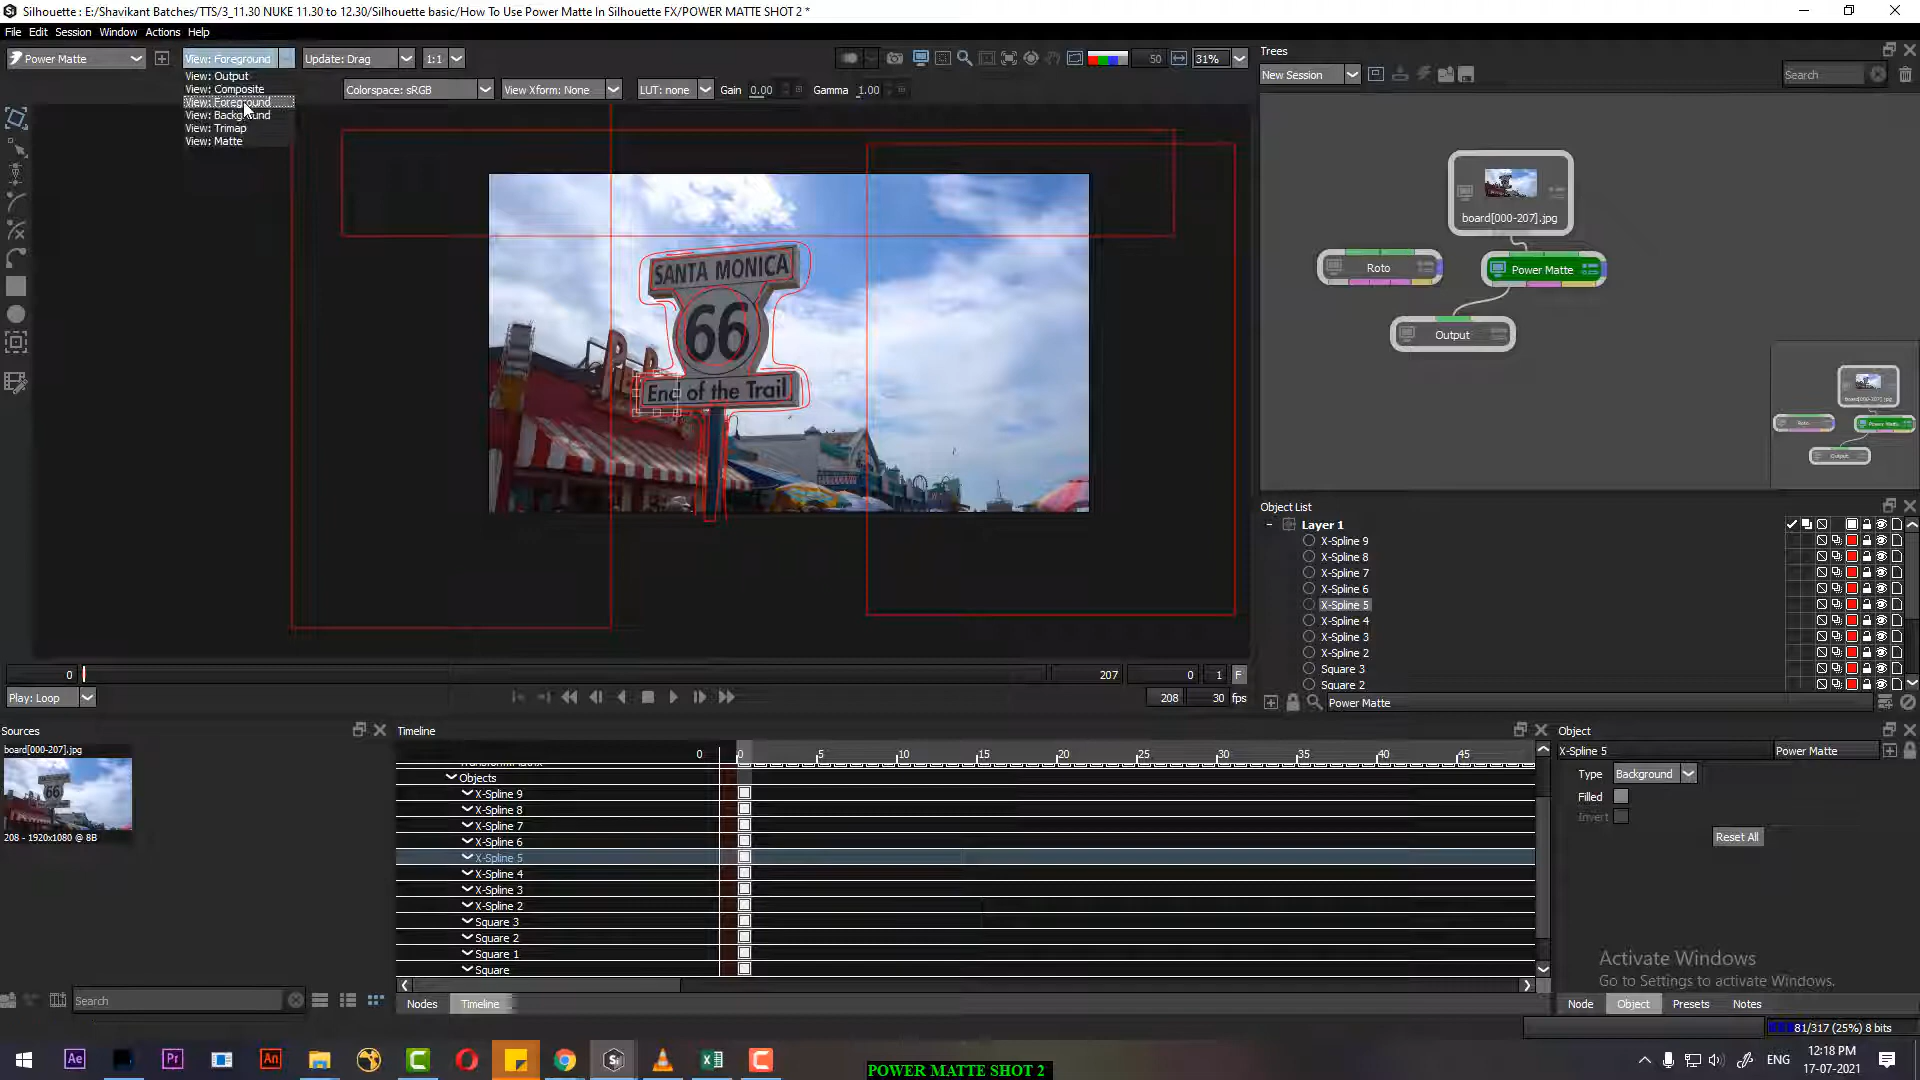 Silhouette : E:/Shavikant Batches/TTS/3_11.30 NUKE 11.30 to 12.30/Silhouette basic/How To Use Power Matte In Silhouette FX/POWER MATTE SHOT 2 *
File Edit Session Window Actions Help
Power Matte View: Foreground Update: Drag 1:1 50 31%
View: Output
View: Composite
View: Foreground
View: Background
View: Trimap
View: Matte
Colorspace: sRGB View Xform: None LUT: none Gain 0.00 Gamma 1.00
SANTA MONICA
66
End of the Trail
Trees
New Session Search
board[000-207].jpg
Roto
Power Matte
Output
Object List
Layer 1
X-Spline 9
X-Spline 8
X-Spline 7
X-Spline 6
X-Spline 5
X-Spline 4
X-Spline 3
X-Spline 2
Square 3
Square 2
Power Matte
0 207 0 1 F
Play: Loop 208 30 fps
Sources
board[000-207].jpg
208 - 1920x1080 @ 8B
Search
Timeline
0 0 5 10 15 20 25 30 35 40 45
Objects
X-Spline 9
X-Spline 8
X-Spline 7
X-Spline 6
X-Spline 5
X-Spline 4
X-Spline 3
X-Spline 2
Square 3
Square 2
Square 1
Square
Nodes Timeline
Object
X-Spline 5 Power Matte
Type Background
Filled
Invert
Reset All
Activate Windows
Go to Settings to activate Windows.
Node Object Presets Notes
81/317 (25%) 8 bits
ENG
12:18 PM
17-07-2021
POWER MATTE SHOT 2